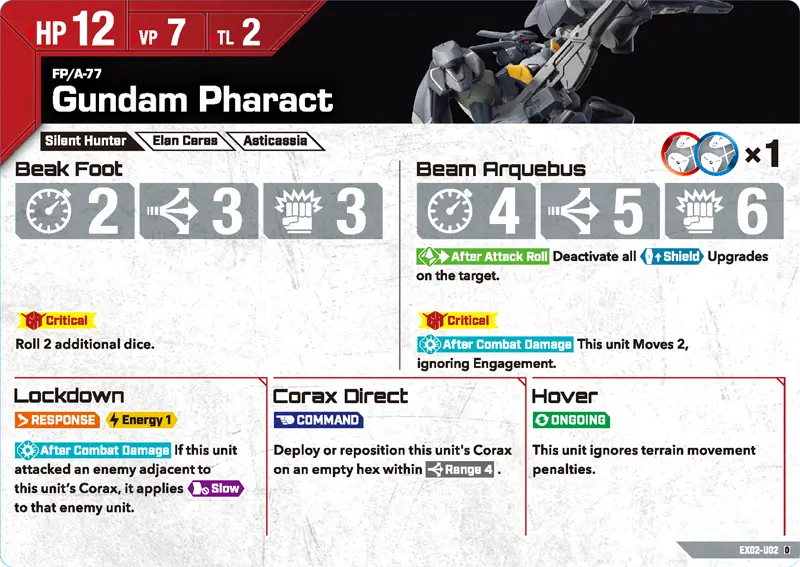 HP 12 VP 7 TL 2
FP/A-77
Gundam Pharact
Silent Hunter Elan Ceres Asticassia
Beak Foot
2 3 3
Beam Arquebus
×1
4 5 6
After Attack Roll Deactivate all Shield Upgrades
on the target.
Critical
Roll 2 additional dice.
Critical
After Combat Damage This unit Moves 2,
ignoring Engagement.
Lockdown
RESPONSE Energy 1
After Combat Damage If this unit
attacked an enemy adjacent to
this unit's Corax, it applies Slow
to that enemy unit.
Corax Direct
COMMAND
Deploy or reposition this unit's Corax
on an empty hex within Range 4.
Hover
ONGOING
This unit ignores terrain movement
penalties.
EX02-U02 0